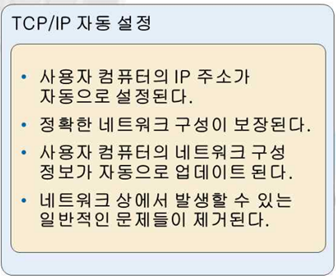 TCP/IP 자동 설정
• 사용자 컴퓨터의 IP 주소가
자동으로 설정된다.
• 정확한 네트워크 구성이 보장된다.
• 사용자 컴퓨터의 네트워크 구성
정보가 자동으로 업데이트 된다.
• 네트워크 상에서 발생할 수 있는
일반적인 문제들이 제거된다.